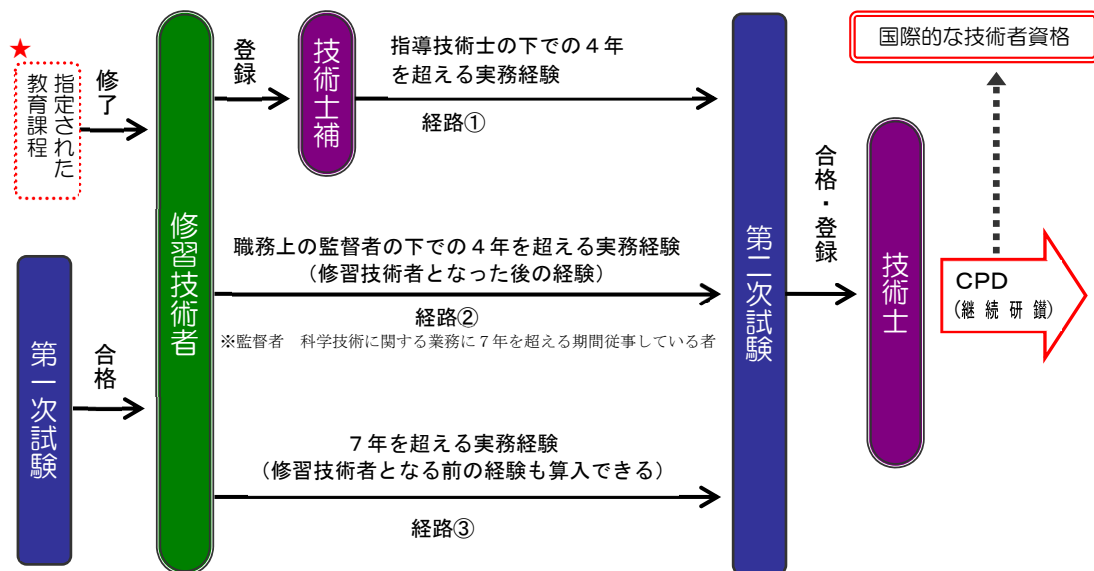 ★
指定された
教育課程
修了
第一次試験
合格
修習技術者
登録
技術士補
指導技術士の下での４年
を超える実務経験
経路①
職務上の監督者の下での４年を超える実務経験
（修習技術者となった後の経験）
経路②
※監督者　科学技術に関する業務に７年を超える期間従事している者
７年を超える実務経験
（修習技術者となる前の経験も算入できる）
経路③
第二次試験
合格・登録
技術士
国際的な技術者資格
CPD
（継 続 研 鑽）